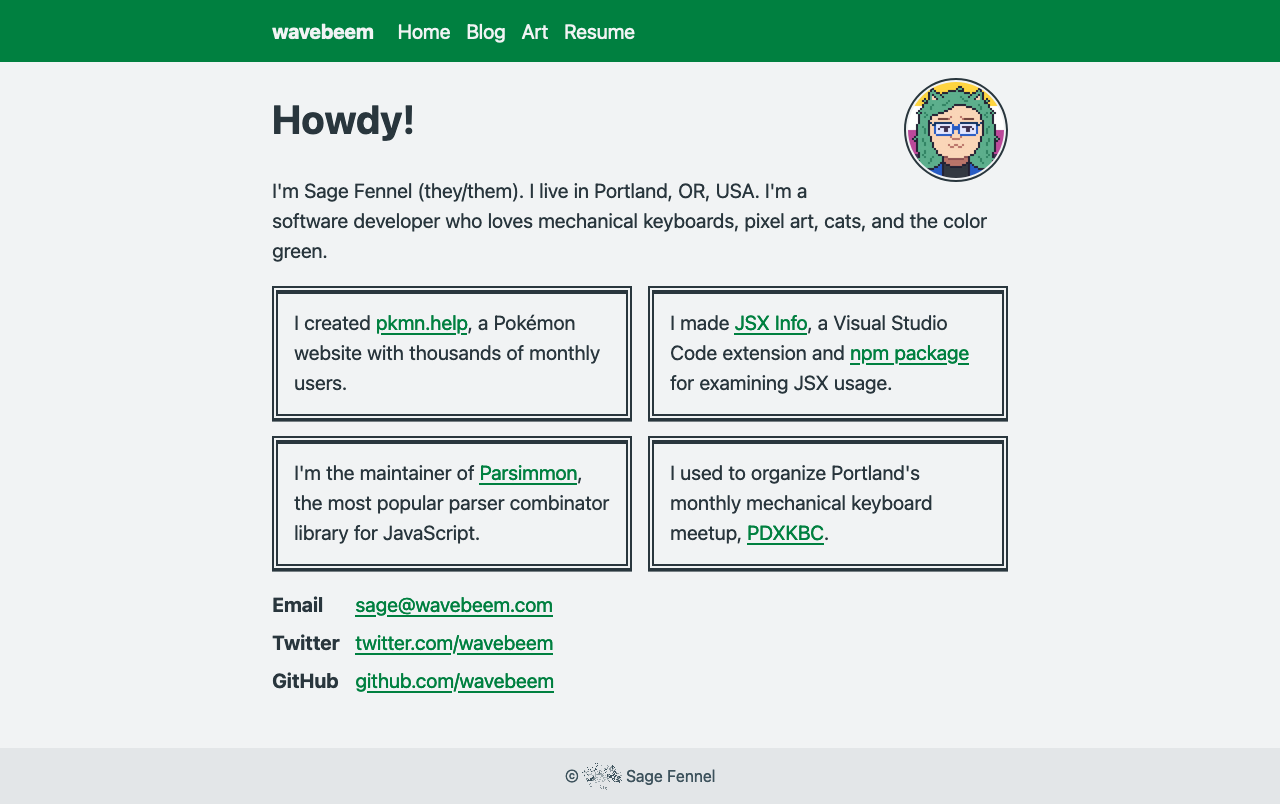 wavebeem Home Blog Art Resume
Howdy!
I'm Sage Fennel (they/them). I live in Portland, OR, USA. I'm a
software developer who loves mechanical keyboards, pixel art, cats, and the color
green.
I created pkmn.help, a Pokémon
website with thousands of monthly
users.
I made JSX Info, a Visual Studio
Code extension and npm package
for examining JSX usage.
I'm the maintainer of Parsimmon,
the most popular parser combinator
library for JavaScript.
I used to organize Portland's
monthly mechanical keyboard
meetup, PDXKBC.
Email sage@wavebeem.com
Twitter twitter.com/wavebeem
GitHub github.com/wavebeem
© Sage Fennel